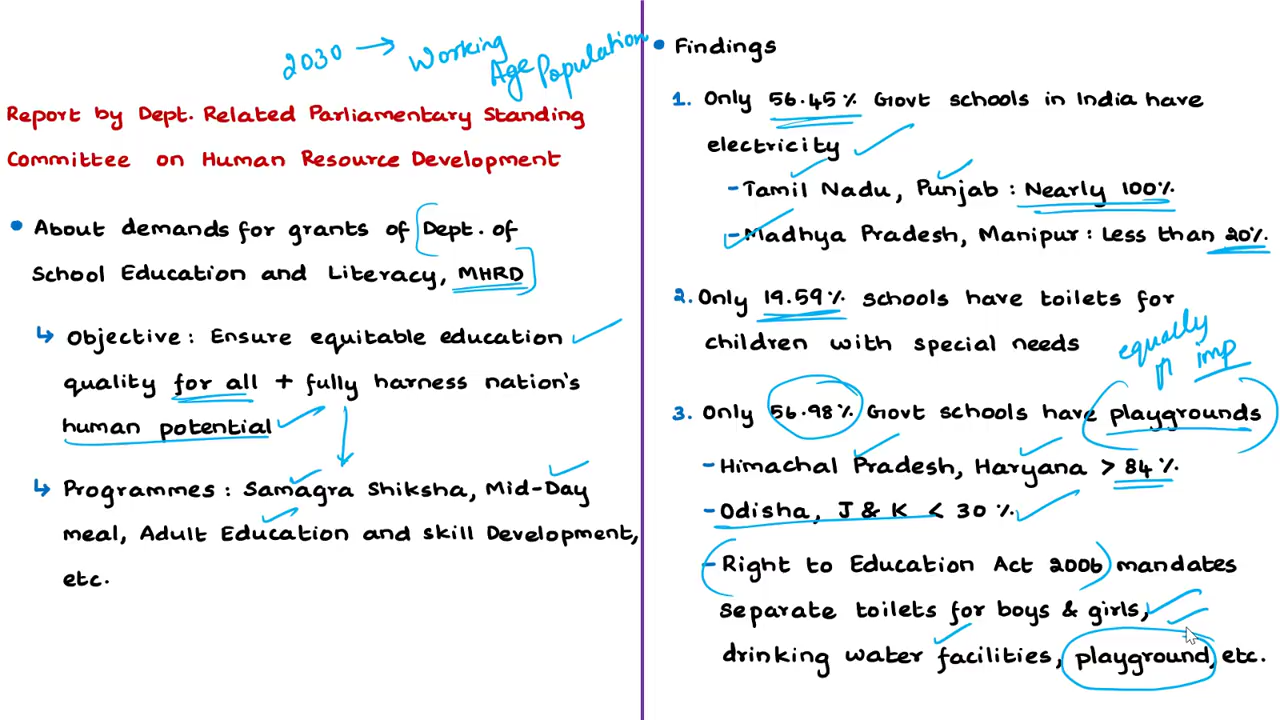 2030 → Working
Age Population
Report by Dept. Related Parliamentary Standing
Committee on Human Resource Development
• About demands for grants of Dept. of
School Education and Literacy, MHRD
↳ Objective: Ensure equitable education
quality for all + fully harness nation's
human potential
↳ Programmes: Samagra Shiksha, Mid-Day
meal, Adult Education and skill Development,
etc.
• Findings
1. Only 56.45% Govt schools in India have
electricity
- Tamil Nadu, Punjab: Nearly 100%.
- Madhya Pradesh, Manipur: Less than 20%.
2. Only 19.59% schools have toilets for
children with special needs
equally
imp
3. Only 56.98% Govt schools have playgrounds
- Himachal Pradesh, Haryana > 84%.
- Odisha, J & K < 30%.
- Right to Education Act 2006 mandates
separate toilets for boys & girls,
drinking water facilities, playground, etc.